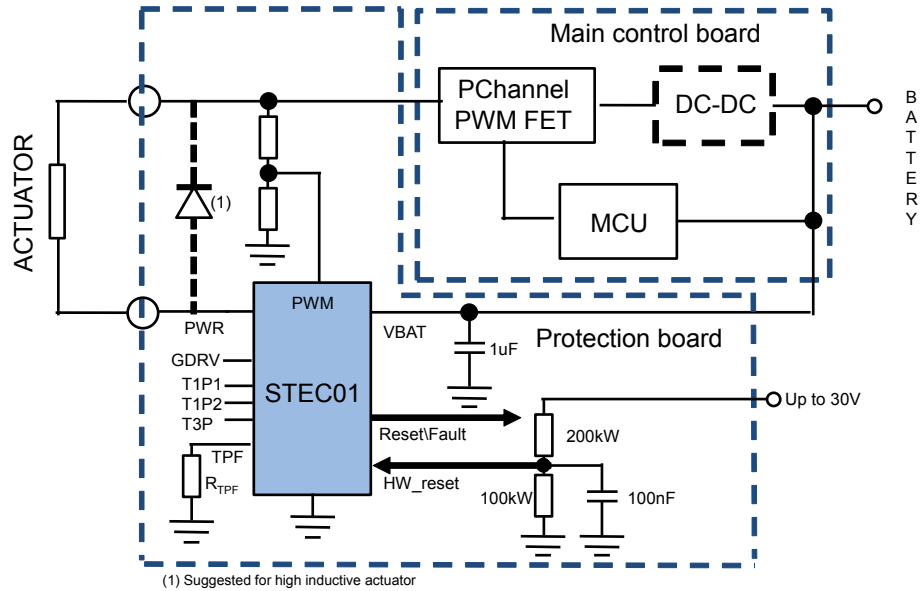 Main control board
PChannel
PWM FET
DC-DC
BATTERY
ACTUATOR
(1)
MCU
PWM
PWR
VBAT
1uF
Protection board
GDRV
STEC01
T1P1
T1P2
T3P
Up to 30V
Reset\Fault
200kW
TPF
HW_reset
RTPF
100kW
100nF
(1) Suggested for high inductive actuator